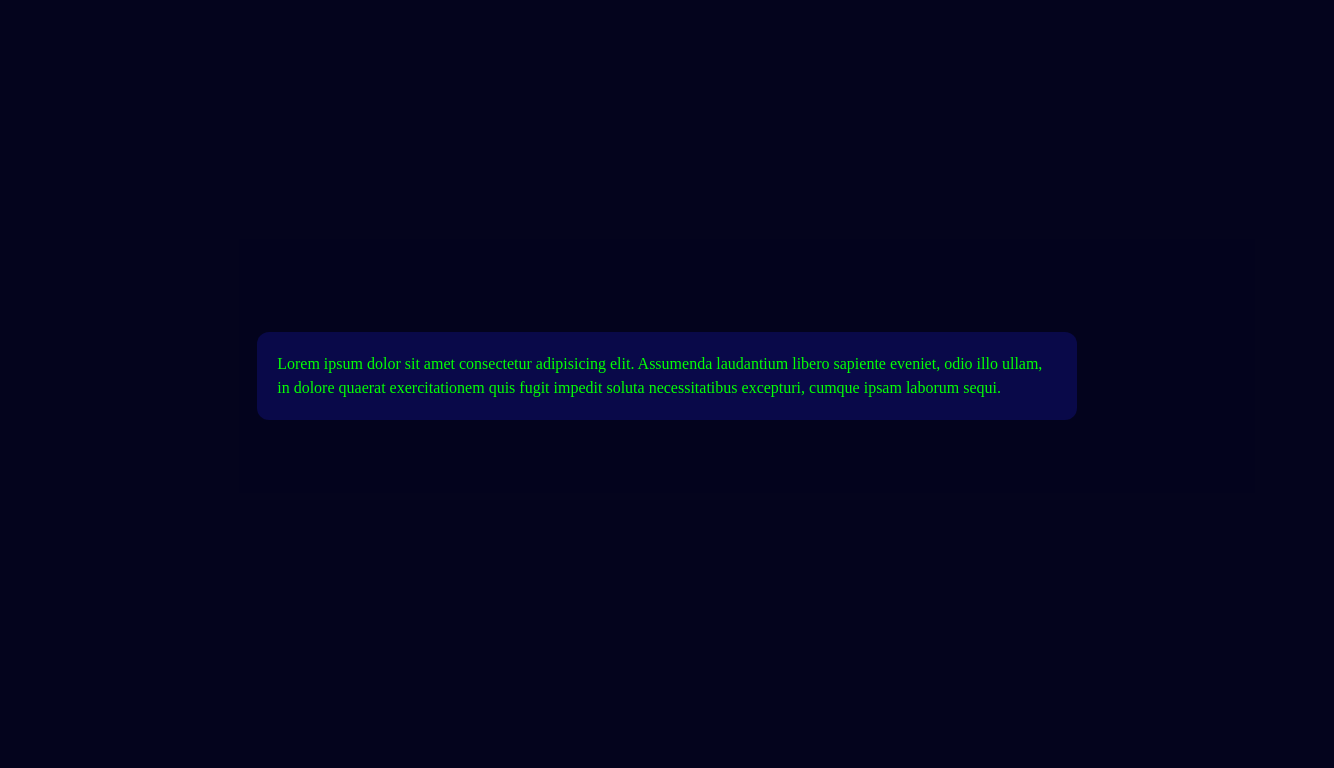 Lorem ipsum dolor sit amet consectetur adipisicing elit. Assumenda laudantium libero sapiente eveniet, odio illo ullam,
in dolore quaerat exercitationem quis fugit impedit soluta necessitatibus excepturi, cumque ipsam laborum sequi.